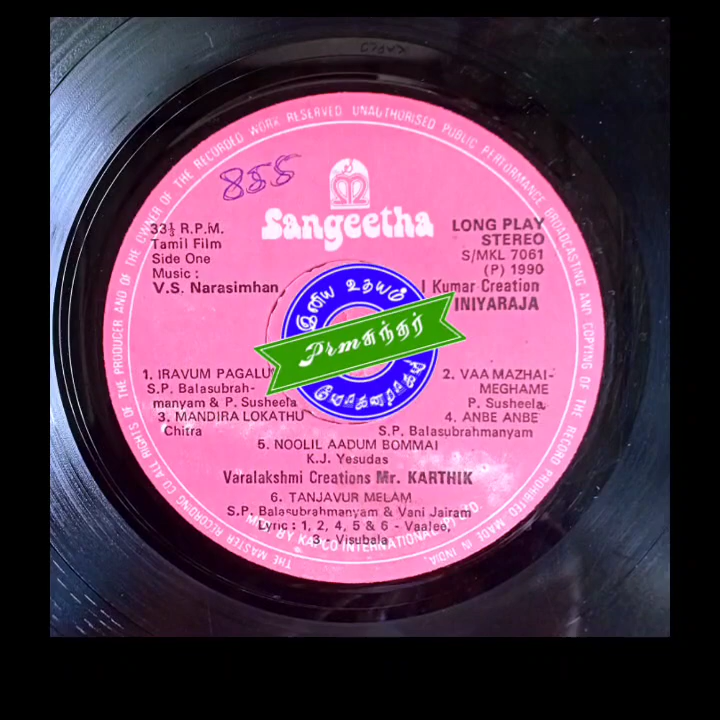 THE MASTER RECORDING CO. ALL RIGHTS OF THE PRODUCER AND OF THE OWNER OF THE RECORDED WORK RESERVED UNAUTHORISED PUBLIC PERFORMANCE BROADCASTING AND COPYING OF THE RECORD PROHIBITED MADE IN INDIA.
855
Sangeetha
33⅓ R.P.M.
Tamil Film
Side One
Music :
V.S. Narasimhan
LONG PLAY
STEREO
S/MKL 7061
(P) 1990
Kumar Creation
INIYARAJA
இனிய உதயம்
Prmசுந்தர்
1. IRAVUM PAGALU
S.P. Balasubrah-
manyam & P. Susheela
2. VAA MAZHAI-
MEGHAME
P. Susheela
3. MANDIRA LOKATHU
Chitra
4. ANBE ANBE
S.P. Balasubrahmanyam
5. NOOLIL AADUM BOMMAI
K.J. Yesudas
Varalakshmi Creations Mr. KARTHIK
6. TANJAVUR MELAM
S.P. Balasubrahmanyam & Vani Jairam
Lyric : 1, 2, 4, 5 & 6 - Vaalee,
3 - Visubala
BY INTERNATIONAL